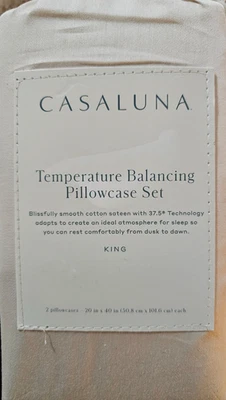 CASALUNA
Temperature Balancing
Pillowcase Set
Blissfully smooth cotton sateen with 37.5® Technology
adapts to create an ideal atmosphere for sleep so
you can rest comfortably from dusk to dawn.
KING
2 pillowcases 20 in x 40 in (50.8 cm x 101.6 cm) each